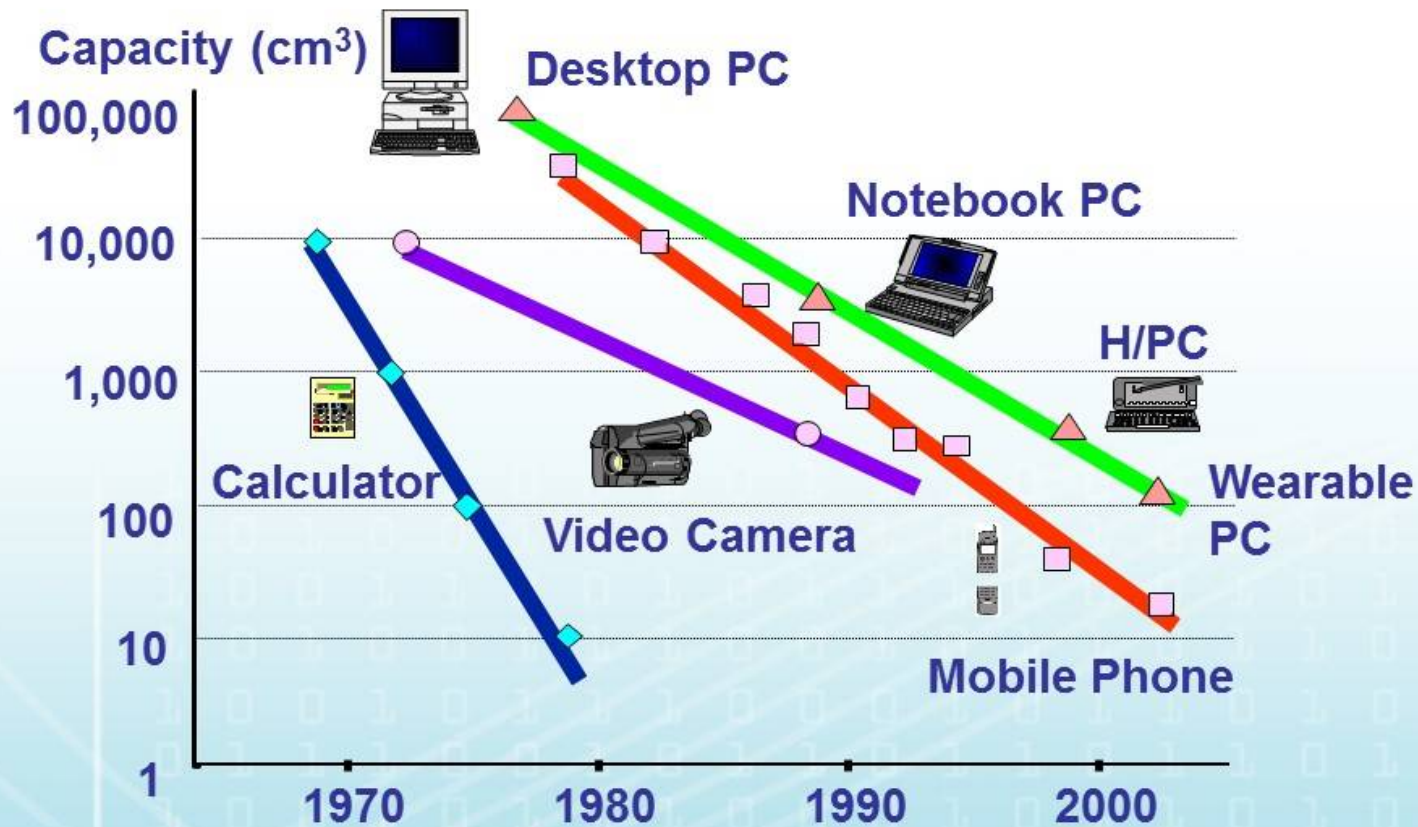 Capacity (cm³)
Desktop PC
100,000
Notebook PC
10,000
H/PC
1,000
Calculator
Wearable
PC
100
Video Camera
10
Mobile Phone
1
1970 1980 1990 2000